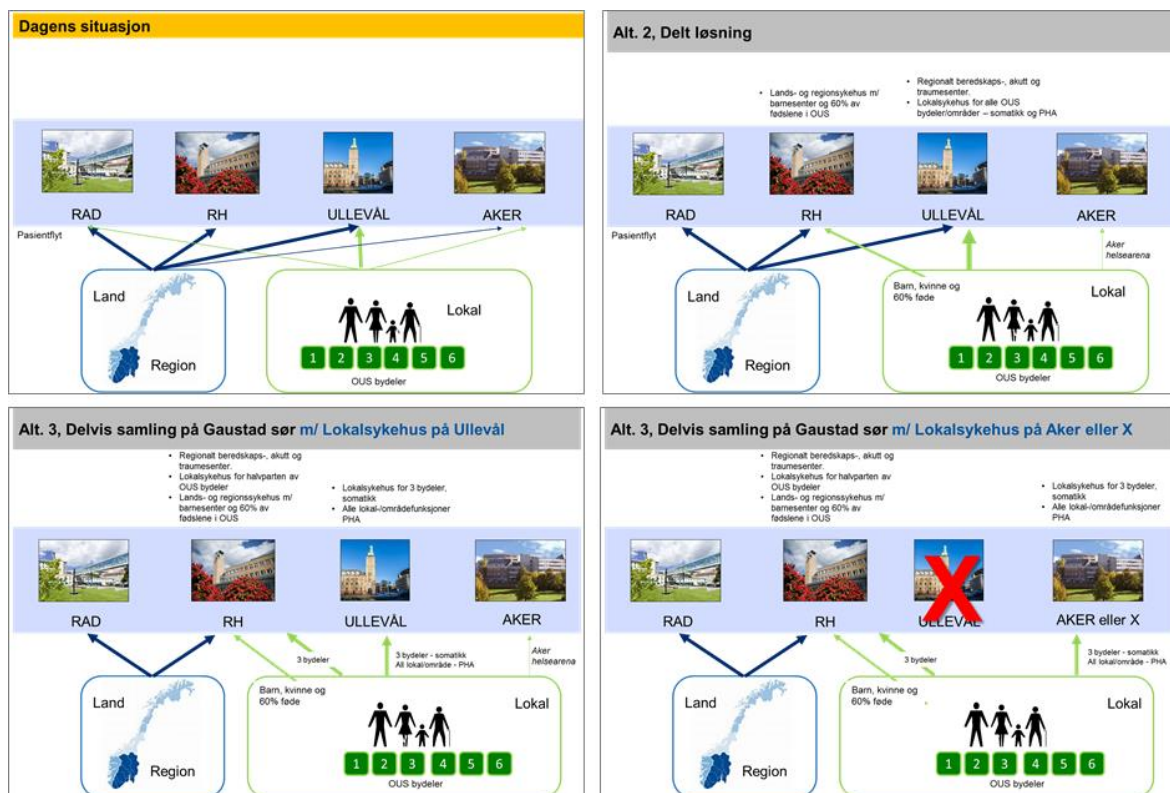 Dagens situasjon
RAD
RH
ULLEVÅL
AKER
Pasientflyt
Land
Region
Lokal
1 2 3 4 5 6
OUS bydeler
Alt. 2, Delt løsning
• Lands- og regionsykehus m/
barnesenter og 60% av
fødslene i OUS
• Regionalt beredskaps-, akutt og
traumesenter.
• Lokalsykehus for alle OUS
bydeler/områder – somatikk og PHA
RAD
RH
ULLEVÅL
AKER
Pasientflyt
Aker
helsearena
Land
Region
Barn, kvinne og
60% føde
Lokal
1 2 3 4 5 6
OUS bydeler
Alt. 3, Delvis samling på Gaustad sør m/ Lokalsykehus på Ullevål
• Regionalt beredskaps-, akutt og
traumesenter.
• Lokalsykehus for halvparten av
OUS bydeler
• Lands- og regionssykehus m/
barnesenter og 60% av
fødslene i OUS
• Lokalsykehus for 3 bydeler,
somatikk
• Alle lokal-/områdefunksjoner
PHA
RAD
RH
ULLEVÅL
AKER
3 bydeler
3 bydeler - somatikk
All lokal/område - PHA
Aker
helsearena
Land
Region
Barn, kvinne og
60% føde
Lokal
1 2 3 4 5 6
OUS bydeler
Alt. 3, Delvis samling på Gaustad sør m/ Lokalsykehus på Aker eller X
• Regionalt beredskaps-, akutt og
traumesenter.
• Lokalsykehus for halvparten av
OUS bydeler
• Lands- og regionssykehus m/
barnesenter og 60% av
fødslene i OUS
• Lokalsykehus for 3 bydeler,
somatikk
• Alle lokal-/områdefunksjoner
PHA
X
RAD
RH
ULLEVÅL
AKER eller X
3 bydeler
3 bydeler - somatikk
All lokal/område - PHA
Land
Region
Barn, kvinne og
60% føde
Lokal
1 2 3 4 5 6
OUS bydeler